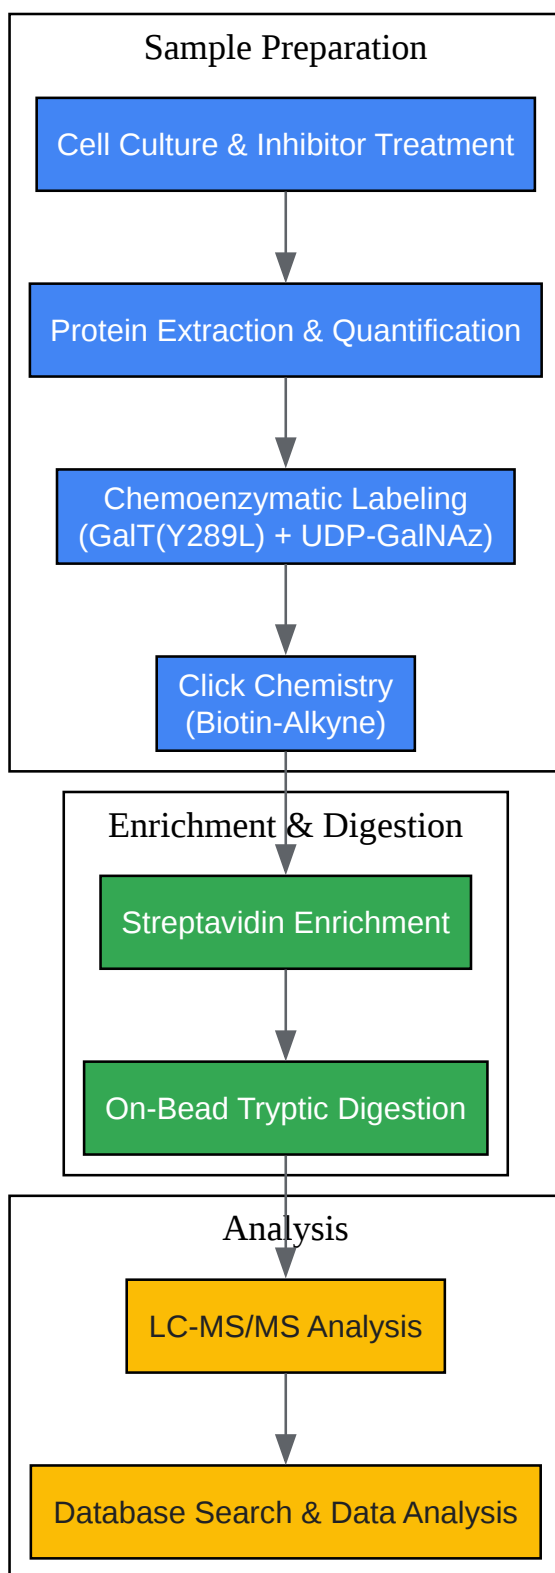 Sample Preparation
Cell Culture & Inhibitor Treatment
Protein Extraction & Quantification
Chemoenzymatic Labeling
(GalT(Y289L) + UDP-GalNAz)
Click Chemistry
(Biotin-Alkyne)
Enrichment & Digestion
Streptavidin Enrichment
On-Bead Tryptic Digestion
Analysis
LC-MS/MS Analysis
Database Search & Data Analysis